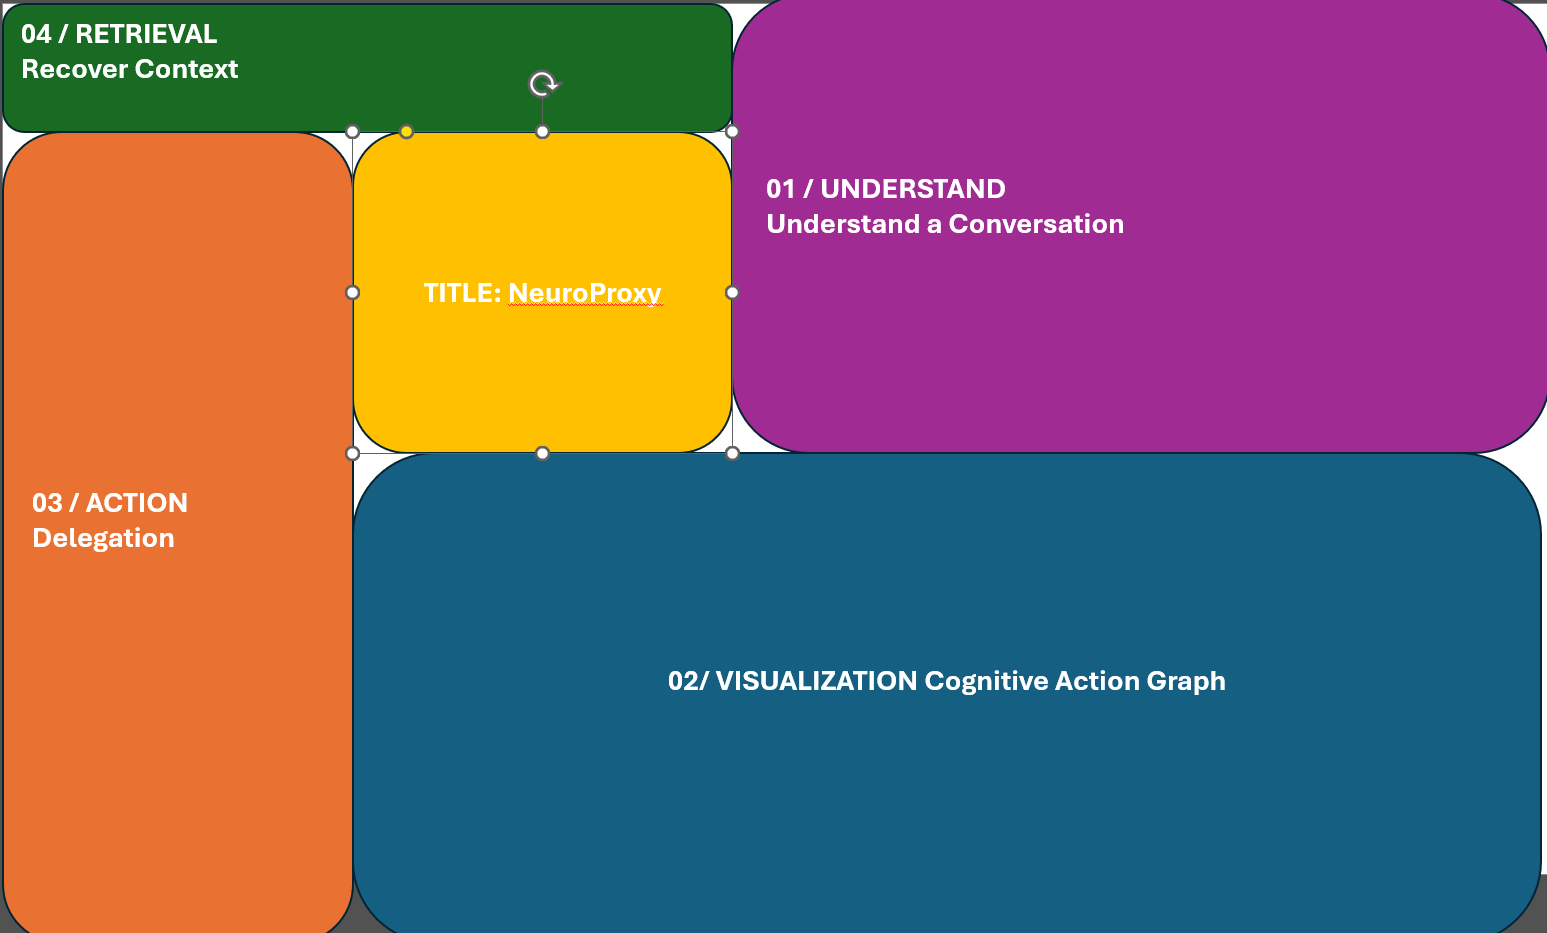 04 / RETRIEVAL
Recover Context
01 / UNDERSTAND
Understand a Conversation
TITLE: NeuroProxy
03 / ACTION
Delegation
02/ VISUALIZATION Cognitive Action Graph